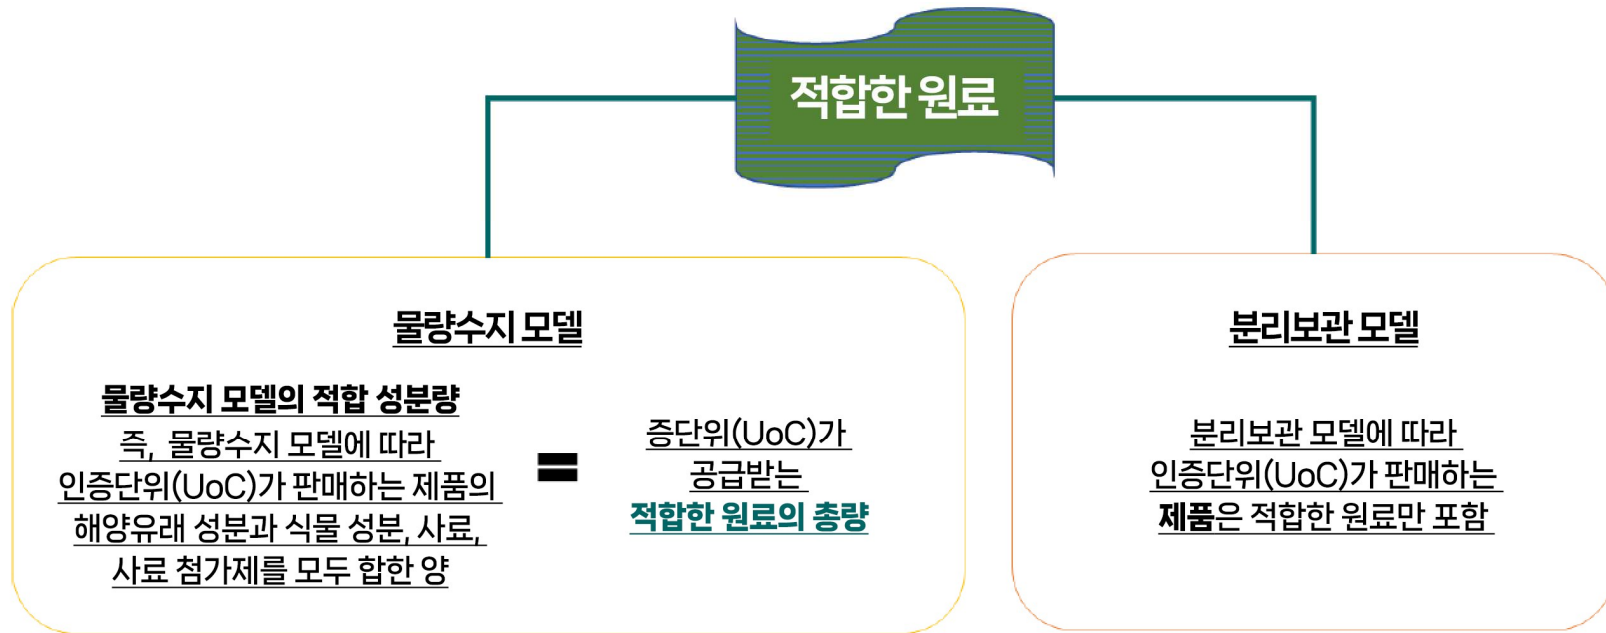 적합한 원료
물량수지 모델
물량수지 모델의 적합 성분량
즉, 물량수지 모델에 따라
인증단위(UoC)가 판매하는 제품의
해양유래 성분과 식물 성분, 사료,
사료 첨가제를 모두 합한 양
=
증단위(UoC)가
공급받는
적합한 원료의 총량
분리보관 모델
분리보관 모델에 따라
인증단위(UoC)가 판매하는
제품은 적합한 원료만 포함